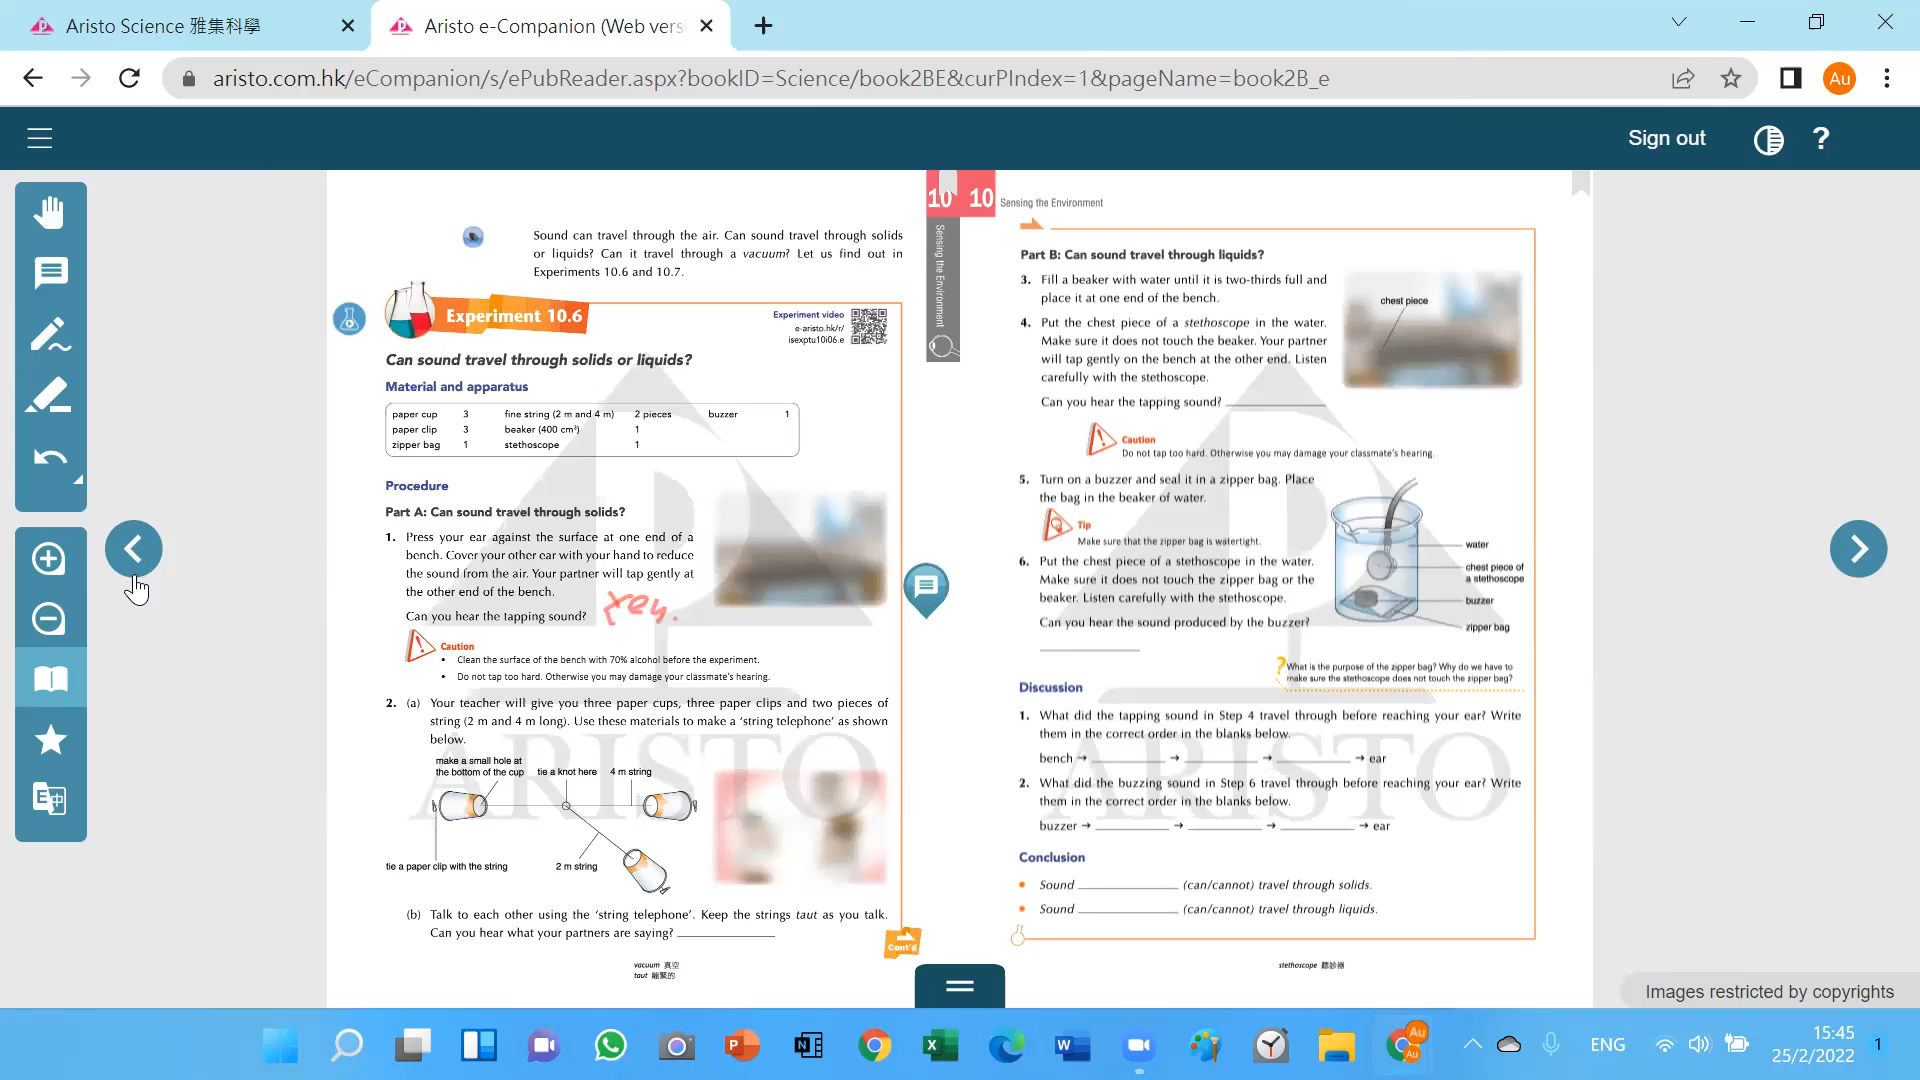 Aristo Science 雅集科學
Aristo e-Companion (Web versi
aristo.com.hk/eCompanion/s/ePubReader.aspx?bookID=Science/book2BE&curPIndex=1&pageName=book2B_e
Au
Sign out
?
10
Sensing the Environment
Sound can travel through the air. Can sound travel through solids
or liquids? Can it travel through a vacuum? Let us find out in
Experiments 10.6 and 10.7.
Experiment 10.6
Experiment video
e-aristo.hk/r/
isexptu10i06.e
Can sound travel through solids or liquids?
Material and apparatus
paper cup 3 fine string (2 m and 4 m) 2 pieces buzzer 1
paper clip 3 beaker (400 cm³) 1
zipper bag 1 stethoscope 1
Procedure
Part A: Can sound travel through solids?
1. Press your ear against the surface at one end of a
bench. Cover your other ear with your hand to reduce
the sound from the air. Your partner will tap gently at
the other end of the bench.
Can you hear the tapping sound?
Caution
• Clean the surface of the bench with 70% alcohol before the experiment.
• Do not tap too hard. Otherwise you may damage your classmate's hearing.
2. (a) Your teacher will give you three paper cups, three paper clips and two pieces of
string (2 m and 4 m long). Use these materials to make a 'string telephone' as shown
below.
make a small hole at
the bottom of the cup
tie a knot here
4 m string
tie a paper clip with the string
2 m string
(b) Talk to each other using the 'string telephone'. Keep the strings taut as you talk.
Can you hear what your partners are saying?
Cont'd
vacuum 真空
taut 繃緊的
ARISTO
10
Sensing the Environment
Part B: Can sound travel through liquids?
3. Fill a beaker with water until it is two-thirds full and
place it at one end of the bench.
4. Put the chest piece of a stethoscope in the water.
Make sure it does not touch the beaker. Your partner
will tap gently on the bench at the other end. Listen
carefully with the stethoscope.
Can you hear the tapping sound?
chest piece
Caution
Do not tap too hard. Otherwise you may damage your classmate's hearing.
5. Turn on a buzzer and seal it in a zipper bag. Place
the bag in the beaker of water.
Tip
Make sure that the zipper bag is watertight.
6. Put the chest piece of a stethoscope in the water.
Make sure it does not touch the zipper bag or the
beaker. Listen carefully with the stethoscope.
Can you hear the sound produced by the buzzer?
water
chest piece of
a stethoscope
buzzer
zipper bag
? What is the purpose of the zipper bag? Why do we have to
make sure the stethoscope does not touch the zipper bag?
Discussion
1. What did the tapping sound in Step 4 travel through before reaching your ear? Write
them in the correct order in the blanks below.
bench → → → → ear
2. What did the buzzing sound in Step 6 travel through before reaching your ear? Write
them in the correct order in the blanks below.
buzzer → → → → ear
Conclusion
• Sound (can/cannot) travel through solids.
• Sound (can/cannot) travel through liquids.
stethoscope 聽診器
ARISTO
Images restricted by copyrights
ENG
15:45
25/2/2022
1